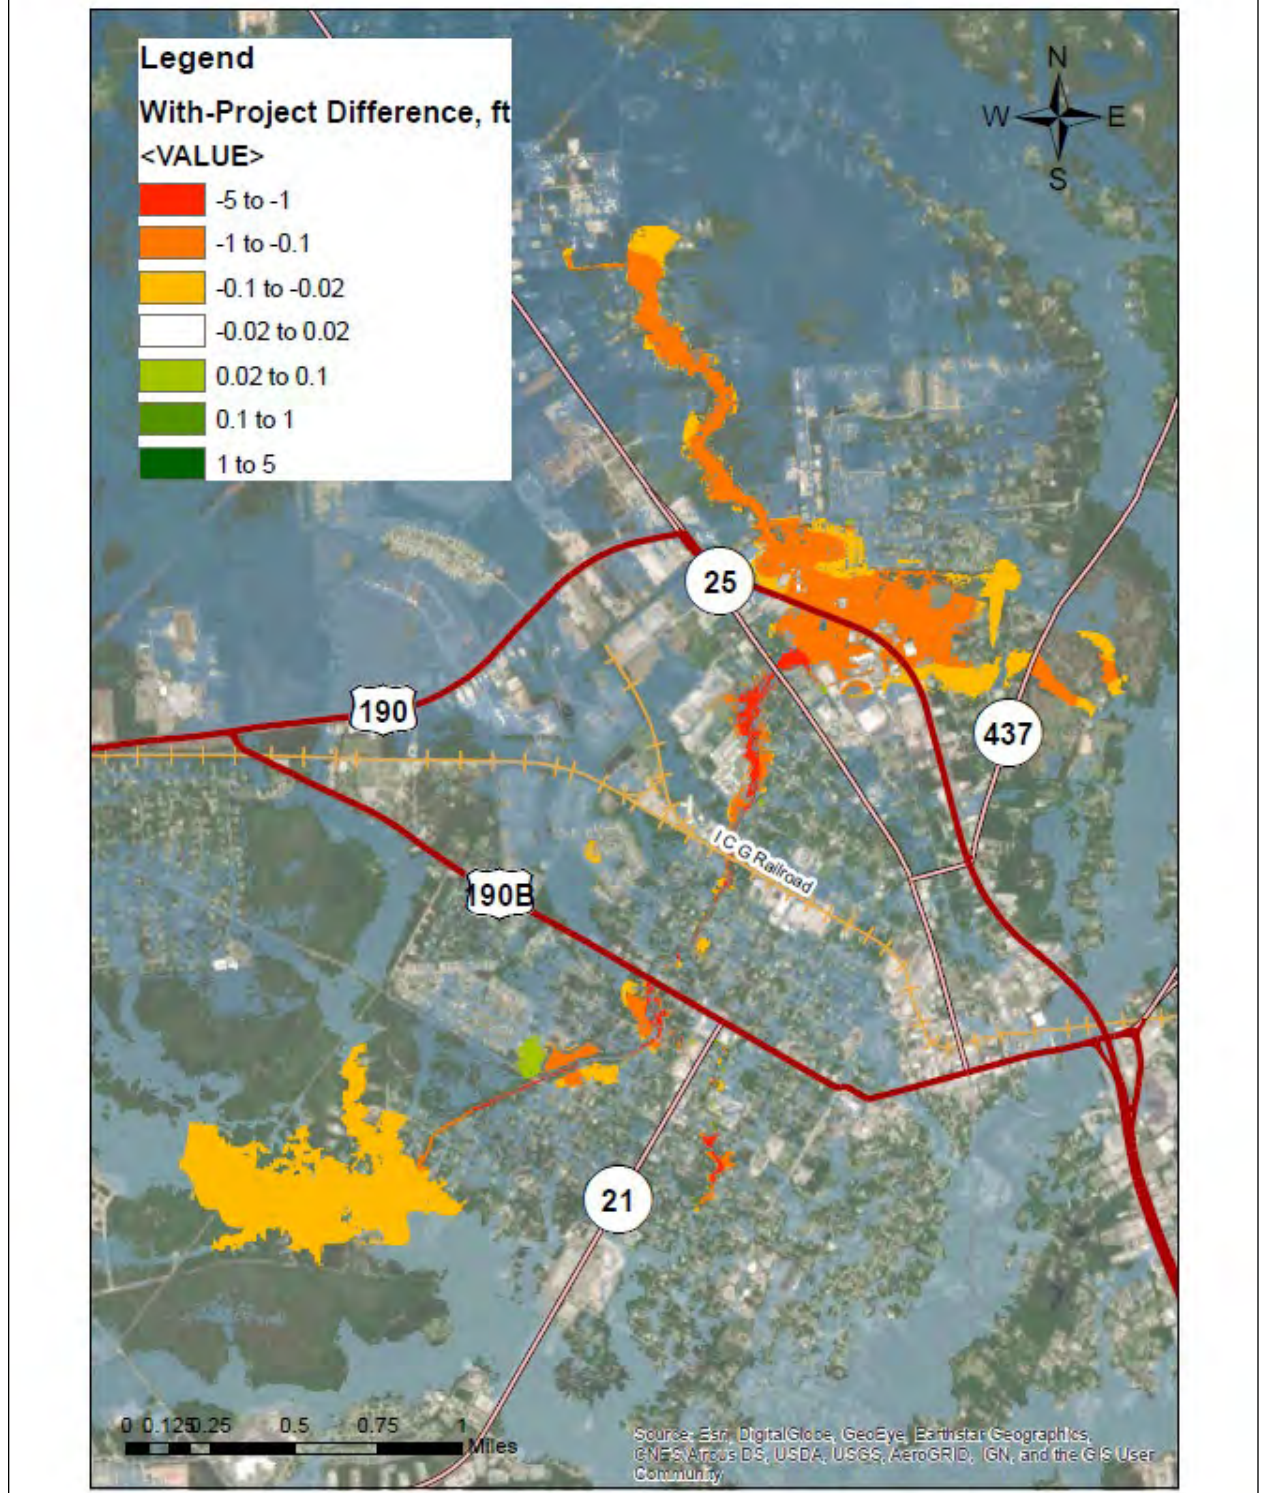 Legend
With-Project Difference, ft
<VALUE>
-5 to -1
-1 to -0.1
-0.1 to -0.02
-0.02 to 0.02
0.02 to 0.1
0.1 to 1
1 to 5
N
W E
S
25
190
437
I C G Railroad
190B
21
0 0.125 0.25 0.5 0.75 1
Miles
Source: Esri, DigitalGlobe, GeoEye, Earthstar Geographics,
CNES/Airbus DS, USDA, USGS, AeroGRID, IGN, and the GIS User
Community